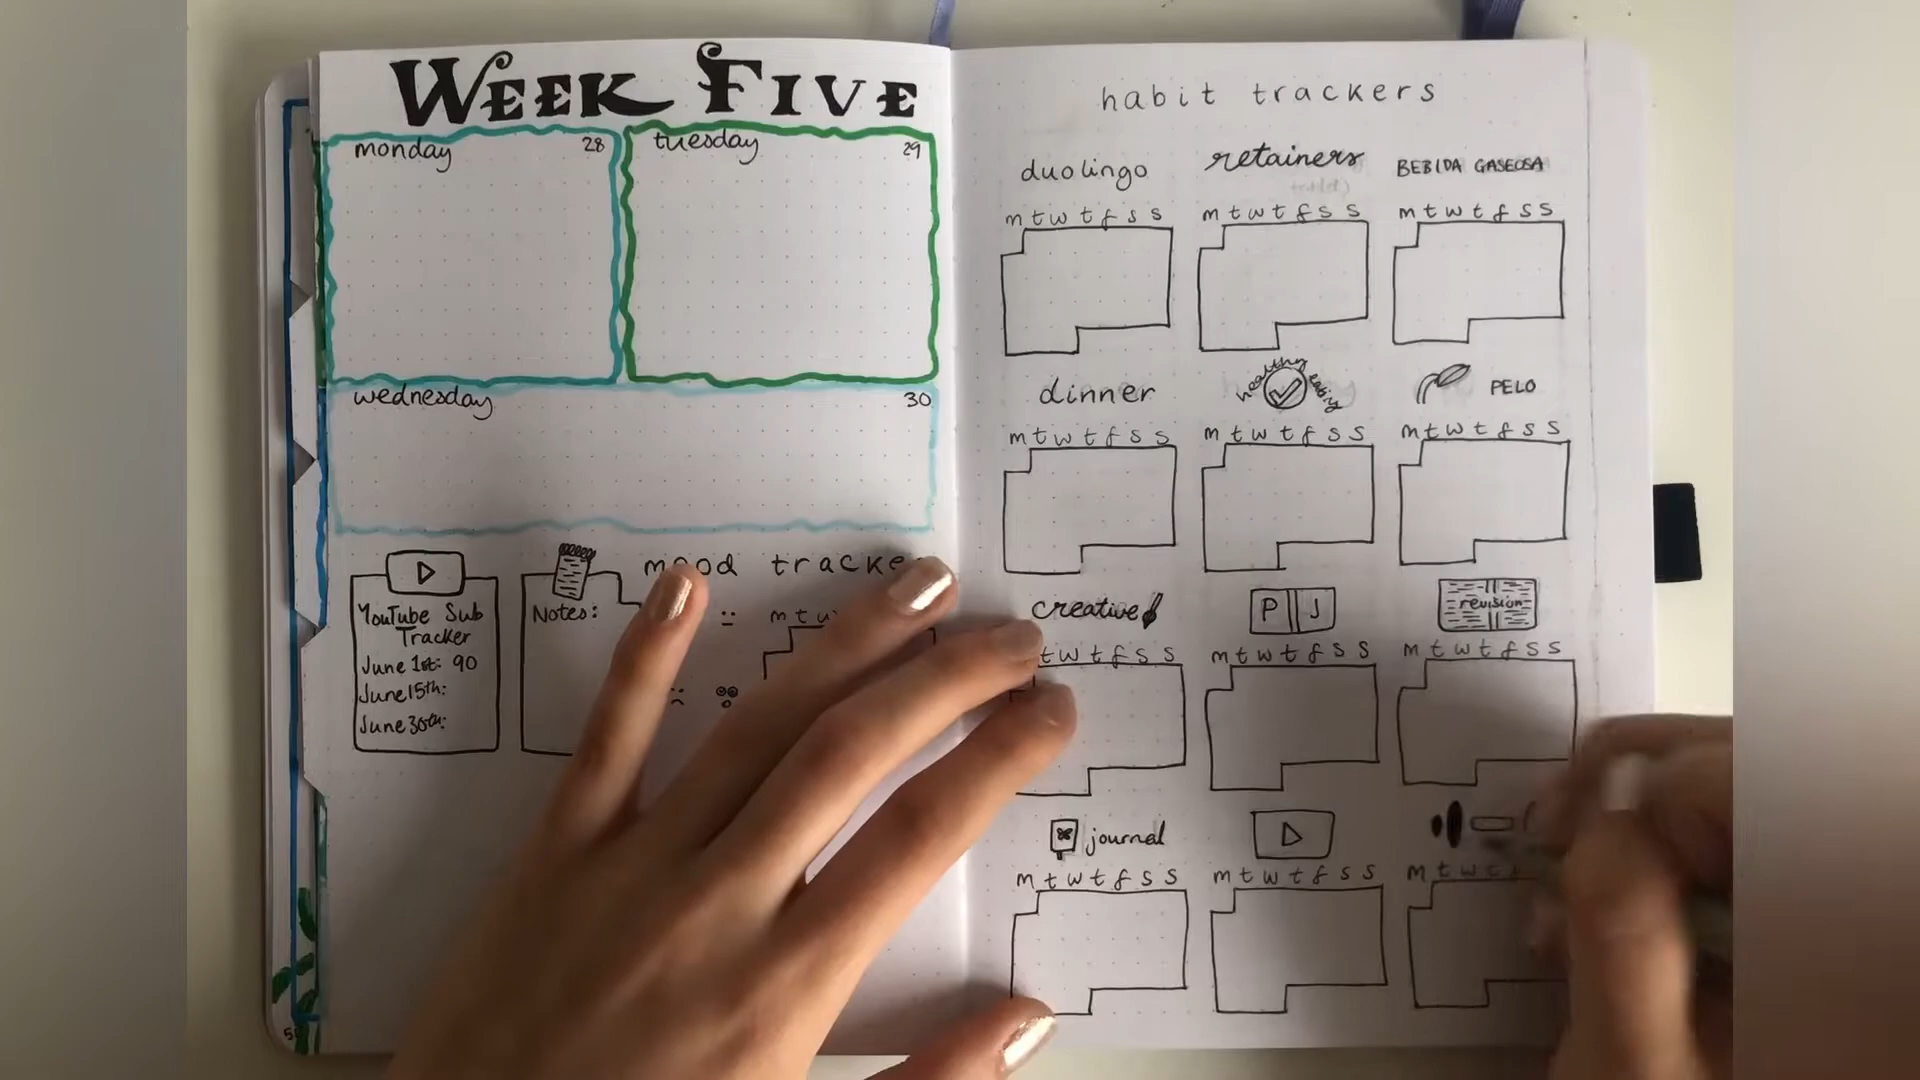 WEEK FIVE
monday 28
tuesday 29
wednesday 30
YouTube Sub
Tracker
June 1st: 90
June 15th:
June 30th:
Notes:
mood tracke
m t w
habit trackers
duolingo
m t w t f s s
retainers
m t w t f s s
BEBIDA GASEOSA
m t w t f s s
dinner
m t w t f s s
healthy eating
m t w t f s s
PELO
m t w t f s s
creative
t w t f s s
P J
m t w t f s s
revision
m t w t f s s
journal
m t w t f s s
m t w t f s s
m t w t